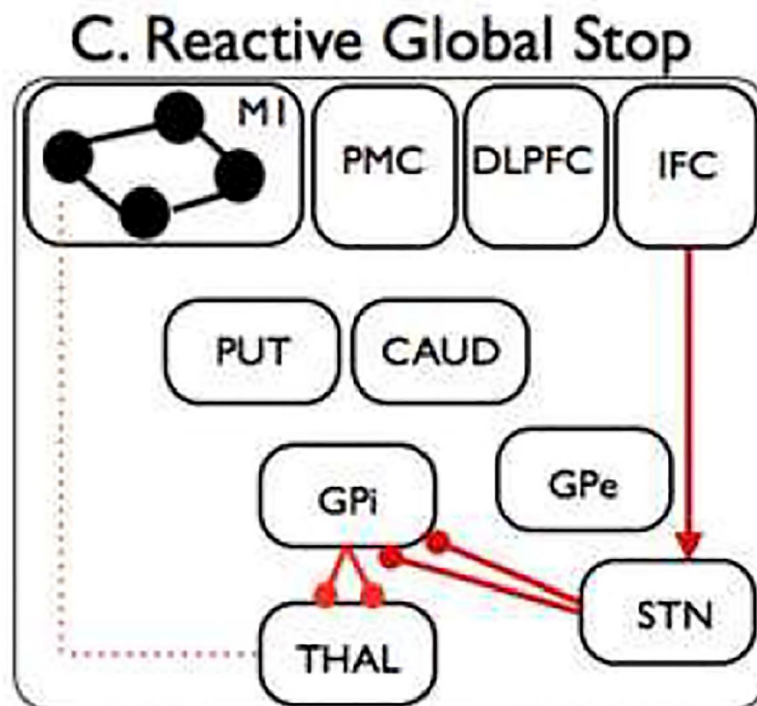 C. Reactive Global Stop
M1
PMC
DLPFC
IFC
PUT
CAUD
GPi
GPe
STN
THAL